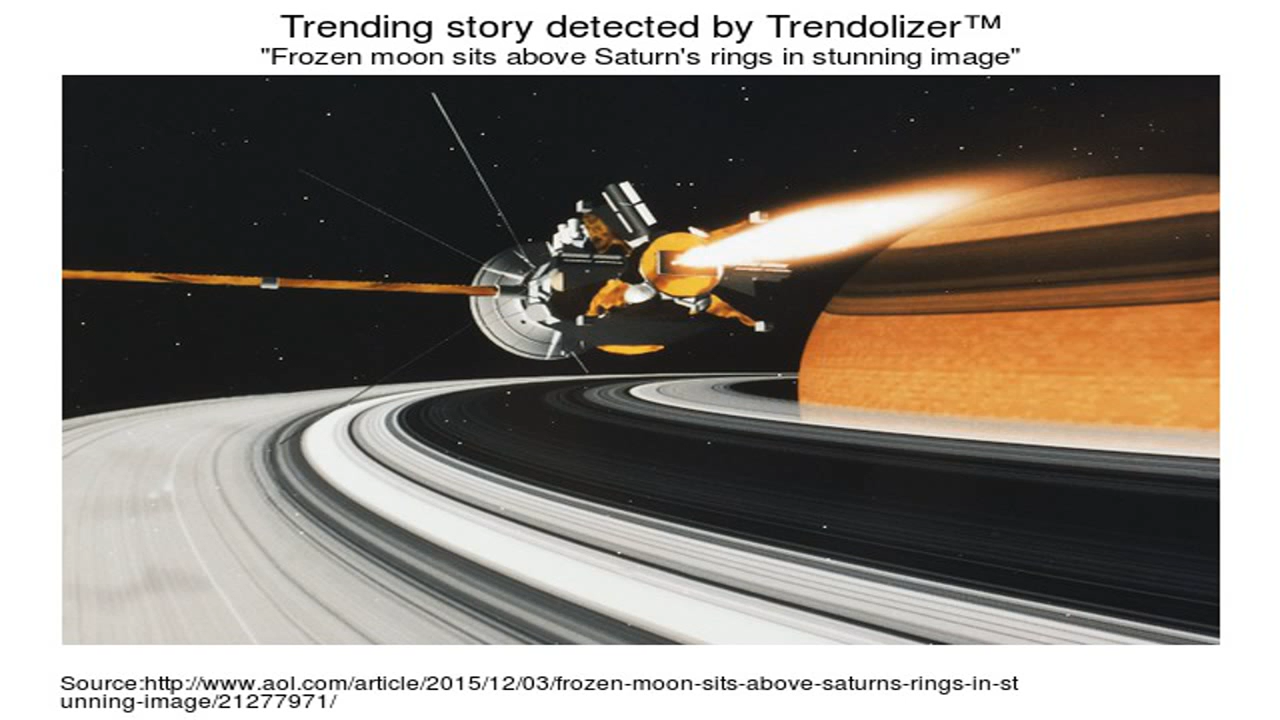 Trending story detected by Trendolizer™
"Frozen moon sits above Saturn's rings in stunning image"
Source:http://www.aol.com/article/2015/12/03/frozen-moon-sits-above-saturns-rings-in-st
unning-image/21277971/